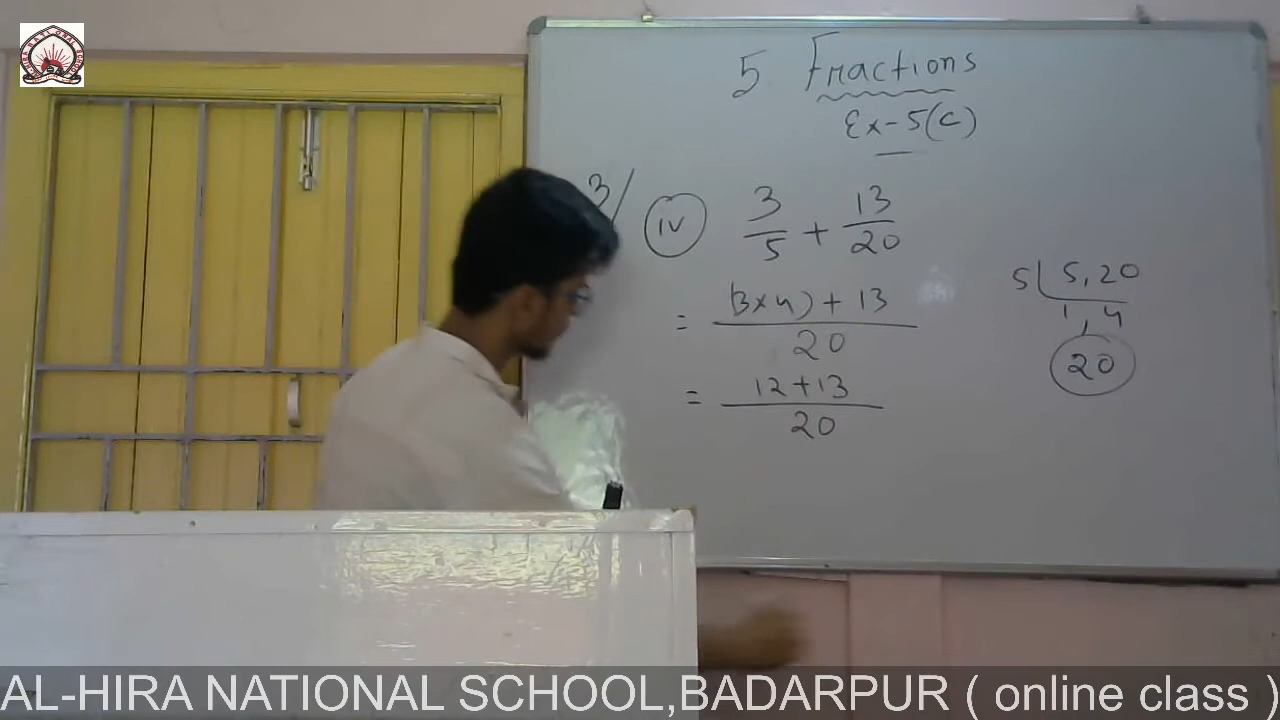 5 Fractions
Ex-5(c)
3/ iv 3/5 + 13/20
= (3×4) + 13 / 20
= 12+13 / 20
5 | 5, 20
1, 4
20
AL-HIRA NATIONAL SCHOOL,BADARPUR ( online class )